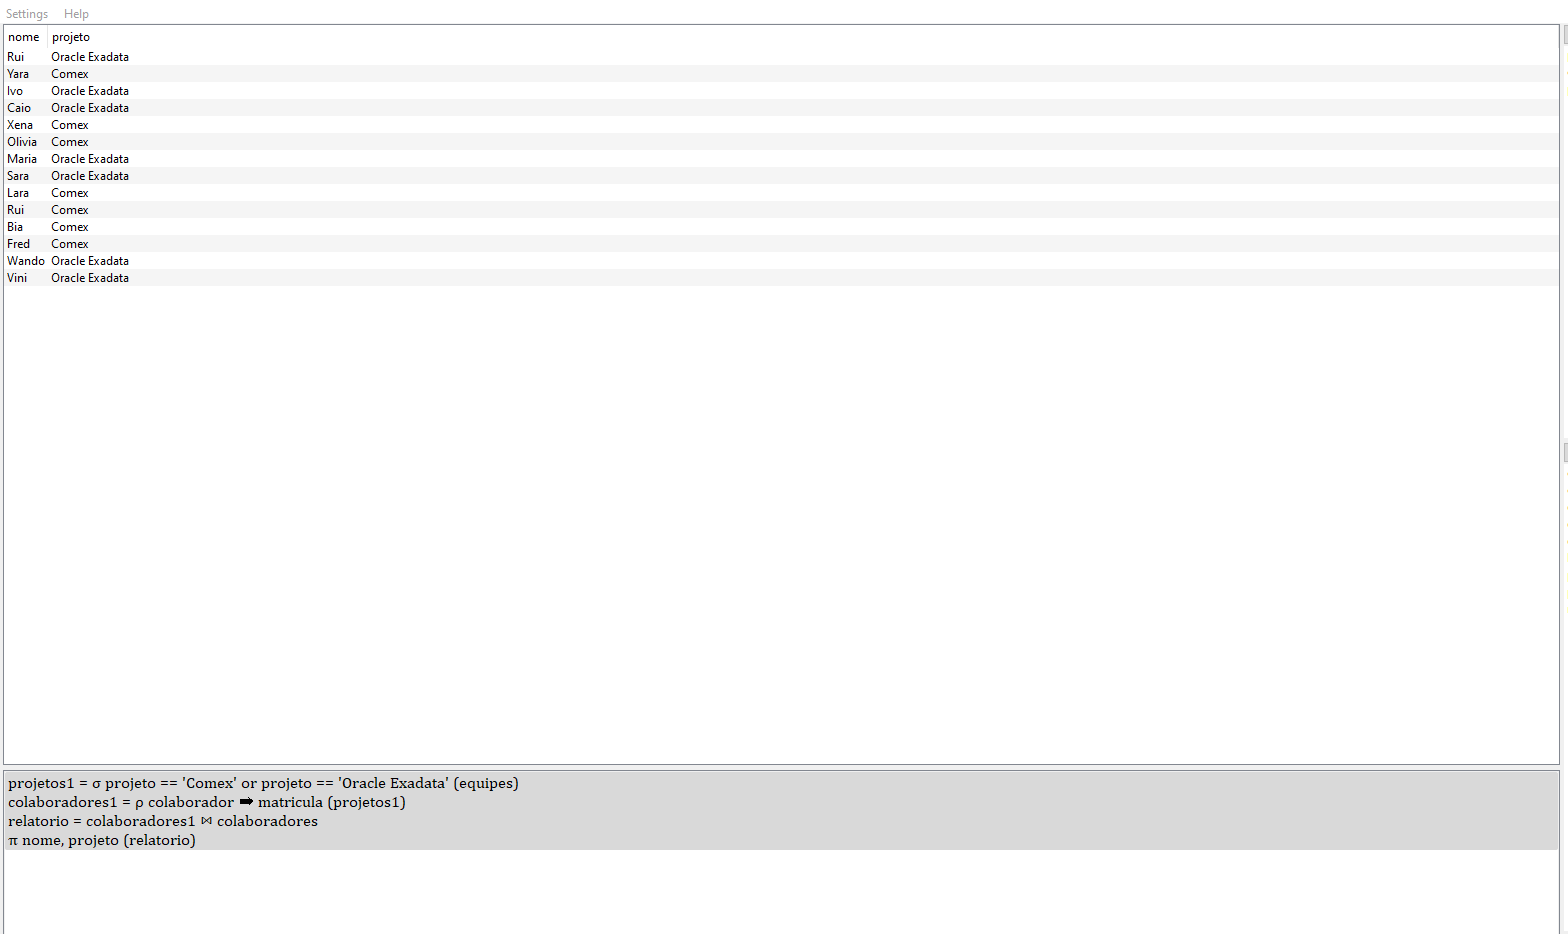 Settings Help
nome projeto
Rui Oracle Exadata
Yara Comex
Ivo Oracle Exadata
Caio Oracle Exadata
Xena Comex
Olivia Comex
Maria Oracle Exadata
Sara Oracle Exadata
Lara Comex
Rui Comex
Bia Comex
Fred Comex
Wando Oracle Exadata
Vini Oracle Exadata
projetos1 = σ projeto == 'Comex' or projeto == 'Oracle Exadata' (equipes)
colaboradores1 = ρ colaborador ➡ matricula (projetos1)
relatorio = colaboradores1 ⋈ colaboradores
π nome, projeto (relatorio)